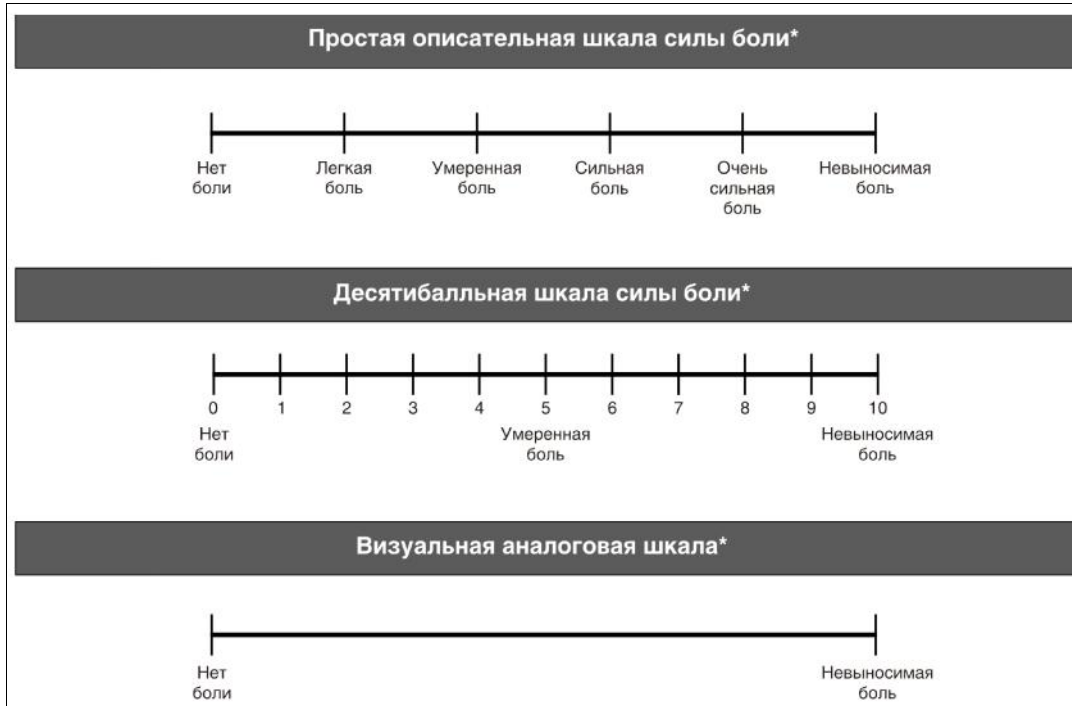 Простая описательная шкала силы боли*
Нет боли
Легкая боль
Умеренная боль
Сильная боль
Очень сильная боль
Невыносимая боль
Десятибалльная шкала силы боли*
0 1 2 3 4 5 6 7 8 9 10
Нет боли
Умеренная боль
Невыносимая боль
Визуальная аналоговая шкала*
Нет боли
Невыносимая боль